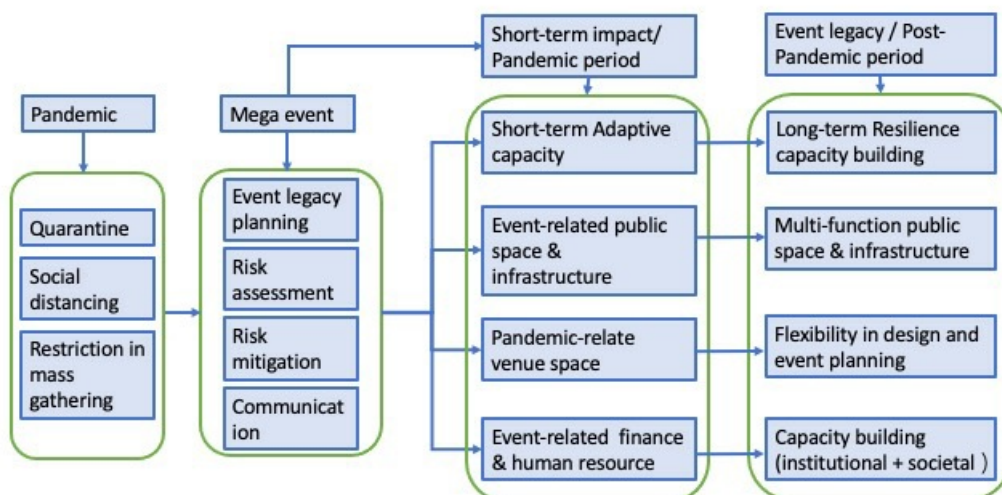 Pandemic
Quarantine
Social
distancing
Restriction in
mass
gathering
Mega event
Event legacy
planning
Risk
assessment
Risk
mitigation
Communicat
ion
Short-term impact/
Pandemic period
Short-term Adaptive
capacity
Event-related public
space &
infrastructure
Pandemic-relate
venue space
Event-related finance
& human resource
Event legacy / Post-
Pandemic period
Long-term Resilience
capacity building
Multi-function public
space & infrastructure
Flexibility in design and
event planning
Capacity building
(institutional + societal )